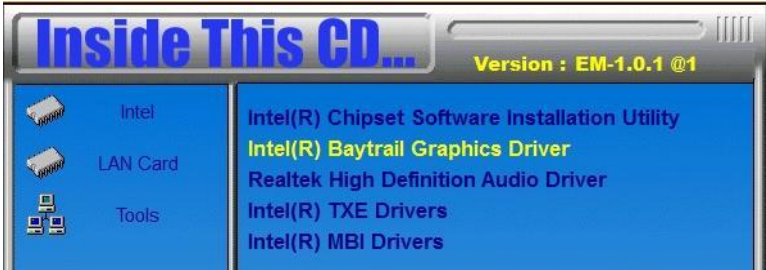 Inside This CD...
Version : EM-1.0.1 @1
Intel
LAN Card
Tools
Intel(R) Chipset Software Installation Utility
Intel(R) Baytrail Graphics Driver
Realtek High Definition Audio Driver
Intel(R) TXE Drivers
Intel(R) MBI Drivers